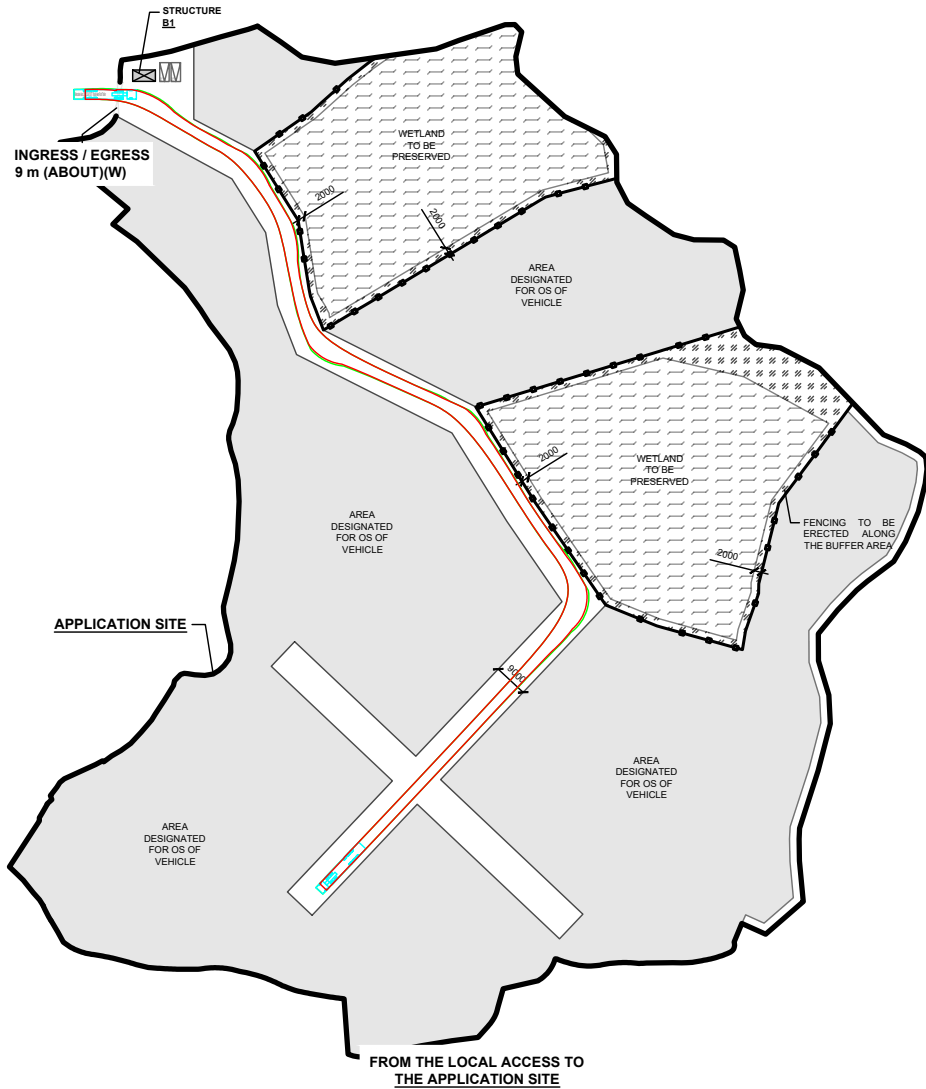 STRUCTURE
B1
INGRESS / EGRESS
9 m (ABOUT)(W)
WETLAND
TO BE
PRESERVED
2000
2000
AREA
DESIGNATED
FOR OS OF
VEHICLE
WETLAND
TO BE
PRESERVED
2000
2000
FENCING TO BE
ERECTED ALONG
THE BUFFER AREA
AREA
DESIGNATED
FOR OS OF
VEHICLE
APPLICATION SITE
9000
AREA
DESIGNATED
FOR OS OF
VEHICLE
AREA
DESIGNATED
FOR OS OF
VEHICLE
FROM THE LOCAL ACCESS TO
THE APPLICATION SITE